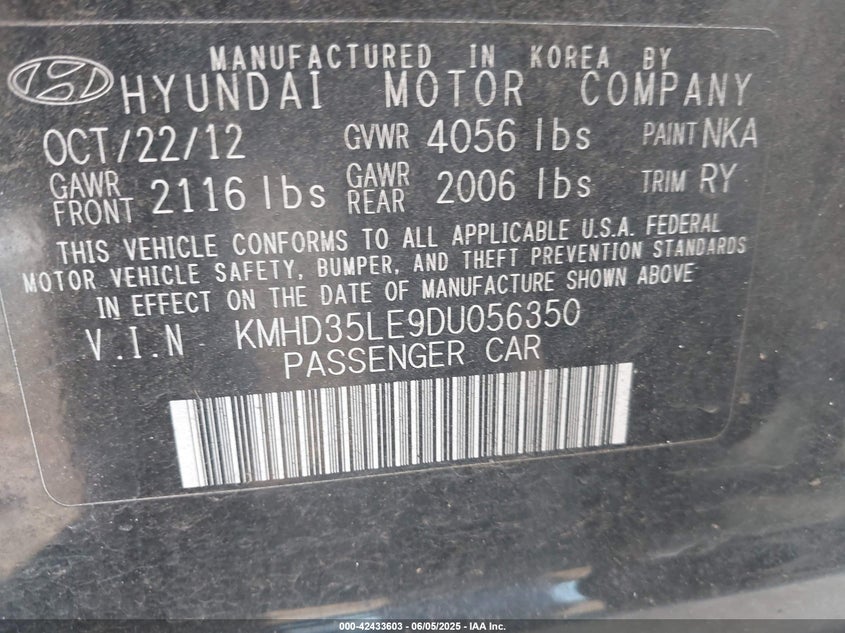 MANUFACTURED IN KOREA BY
HYUNDAI MOTOR COMPANY
OCT/22/12 GVWR 4056 lbs PAINT NKA
GAWR FRONT 2116 lbs GAWR REAR 2006 lbs TRIM RY
THIS VEHICLE CONFORMS TO ALL APPLICABLE U.S.A. FEDERAL
MOTOR VEHICLE SAFETY, BUMPER, AND THEFT PREVENTION STANDARDS
IN EFFECT ON THE DATE OF MANUFACTURE SHOWN ABOVE
V.I.N KMHD35LE9DU056350
PASSENGER CAR
000-42433603 - 06/05/2025 - IAA Inc.